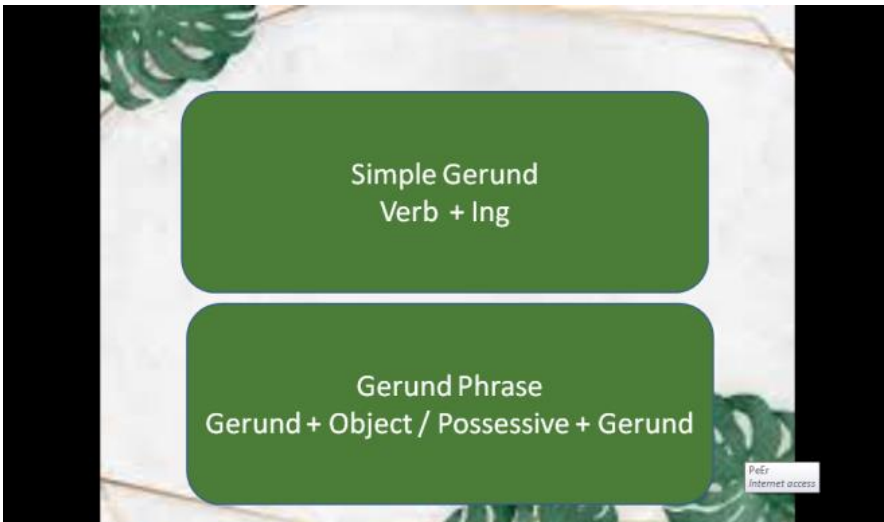 Simple Gerund
Verb + Ing
Gerund Phrase
Gerund + Object / Possessive + Gerund
PeEr
Internet access